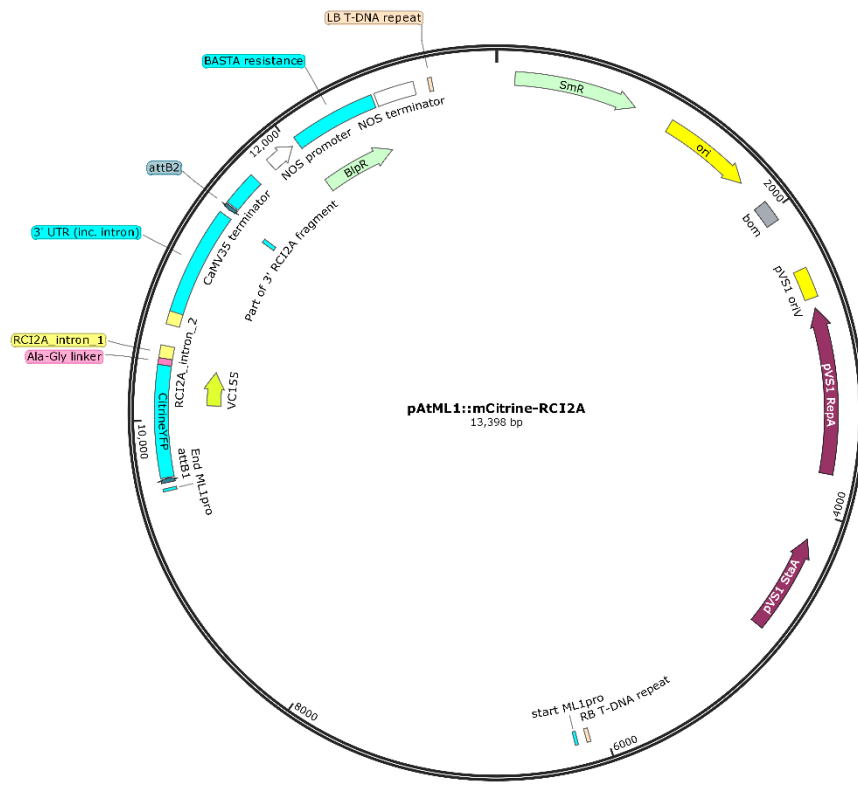 LB T-DNA repeat
BASTA resistance
SmR
NOS terminator
12,000
NOS promoter
ori
BlpR
attB2
2000
bom
3' UTR (inc. intron)
CaMV35 terminator
Part of 3' RCI2A fragment
pVS1 oriV
RCI2A_intron_1
Ala-Gly linker
RCI2A_intron_2
VC155
pVS1 RepA
CitrineYFP
pAtML1::mCitrine-RCI2A
13,398 bp
10,000
attB1
End ML1pro
4000
pVS1 StaA
start ML1pro
RB T-DNA repeat
8000
6000